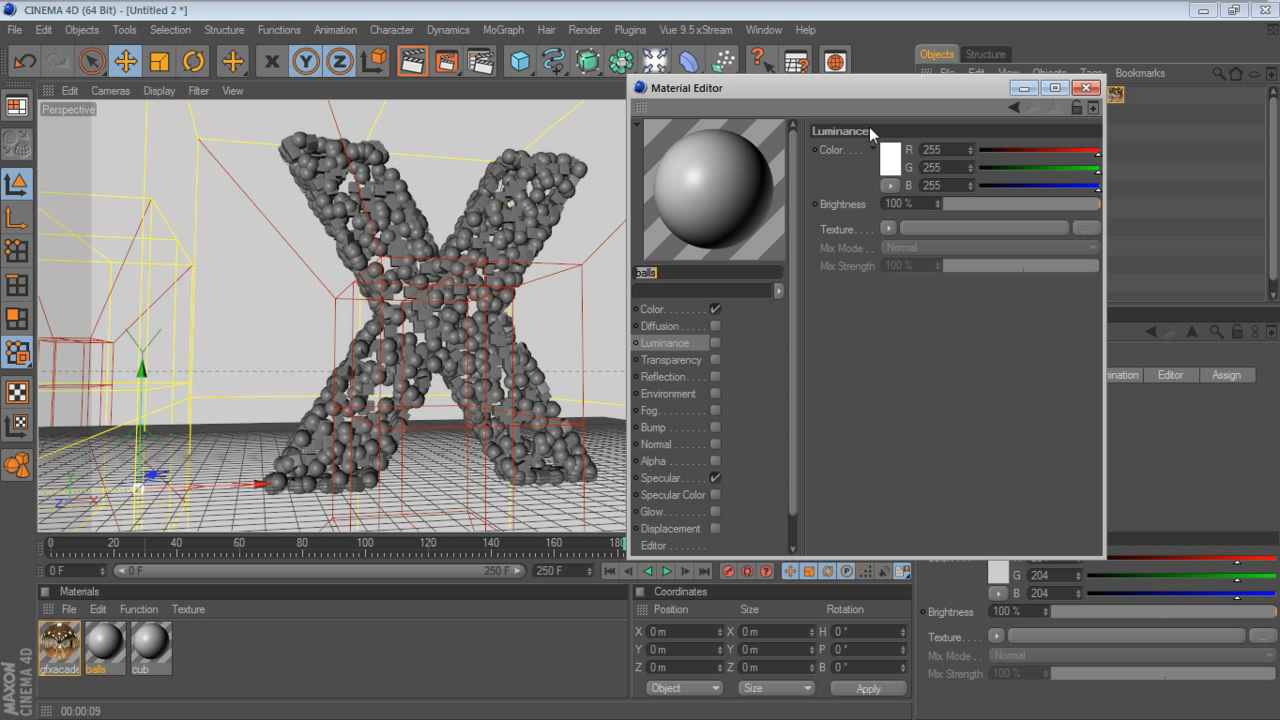 CINEMA 4D (64 Bit) - [Untitled 2 *]
File Edit Objects Tools Selection Structure Functions Animation Character Dynamics MoGraph Hair Render Plugins Vue 9.5 xStream Window Help
Objects Structure
Bookmarks
Edit Cameras Display Filter View
Perspective
Material Editor
balls
Color
Diffusion
Luminance
Transparency
Reflection
Environment
Fog
Bump
Normal
Alpha
Specular
Specular Color
Glow
Displacement
Editor
Luminance
Color R 255
G 255
B 255
Brightness 100 %
Texture ...
Mix Mode Normal
Mix Strength 100 %
Editor Assign
0 20 40 60 80 100 120 140 160
0 F 0 F 250 F 250 F
Materials
File Edit Function Texture
balls cub
Coordinates
Position Size Rotation
X 0 m X 0 m H 0 °
Y 0 m Y 0 m P 0 °
Z 0 m Z 0 m B 0 °
Object Size Apply
G 204
B 204
Brightness 100 %
Texture ...
Mix Mode Normal
Mix Strength 100 %
MAXON
CINEMA 4D
00:00:09